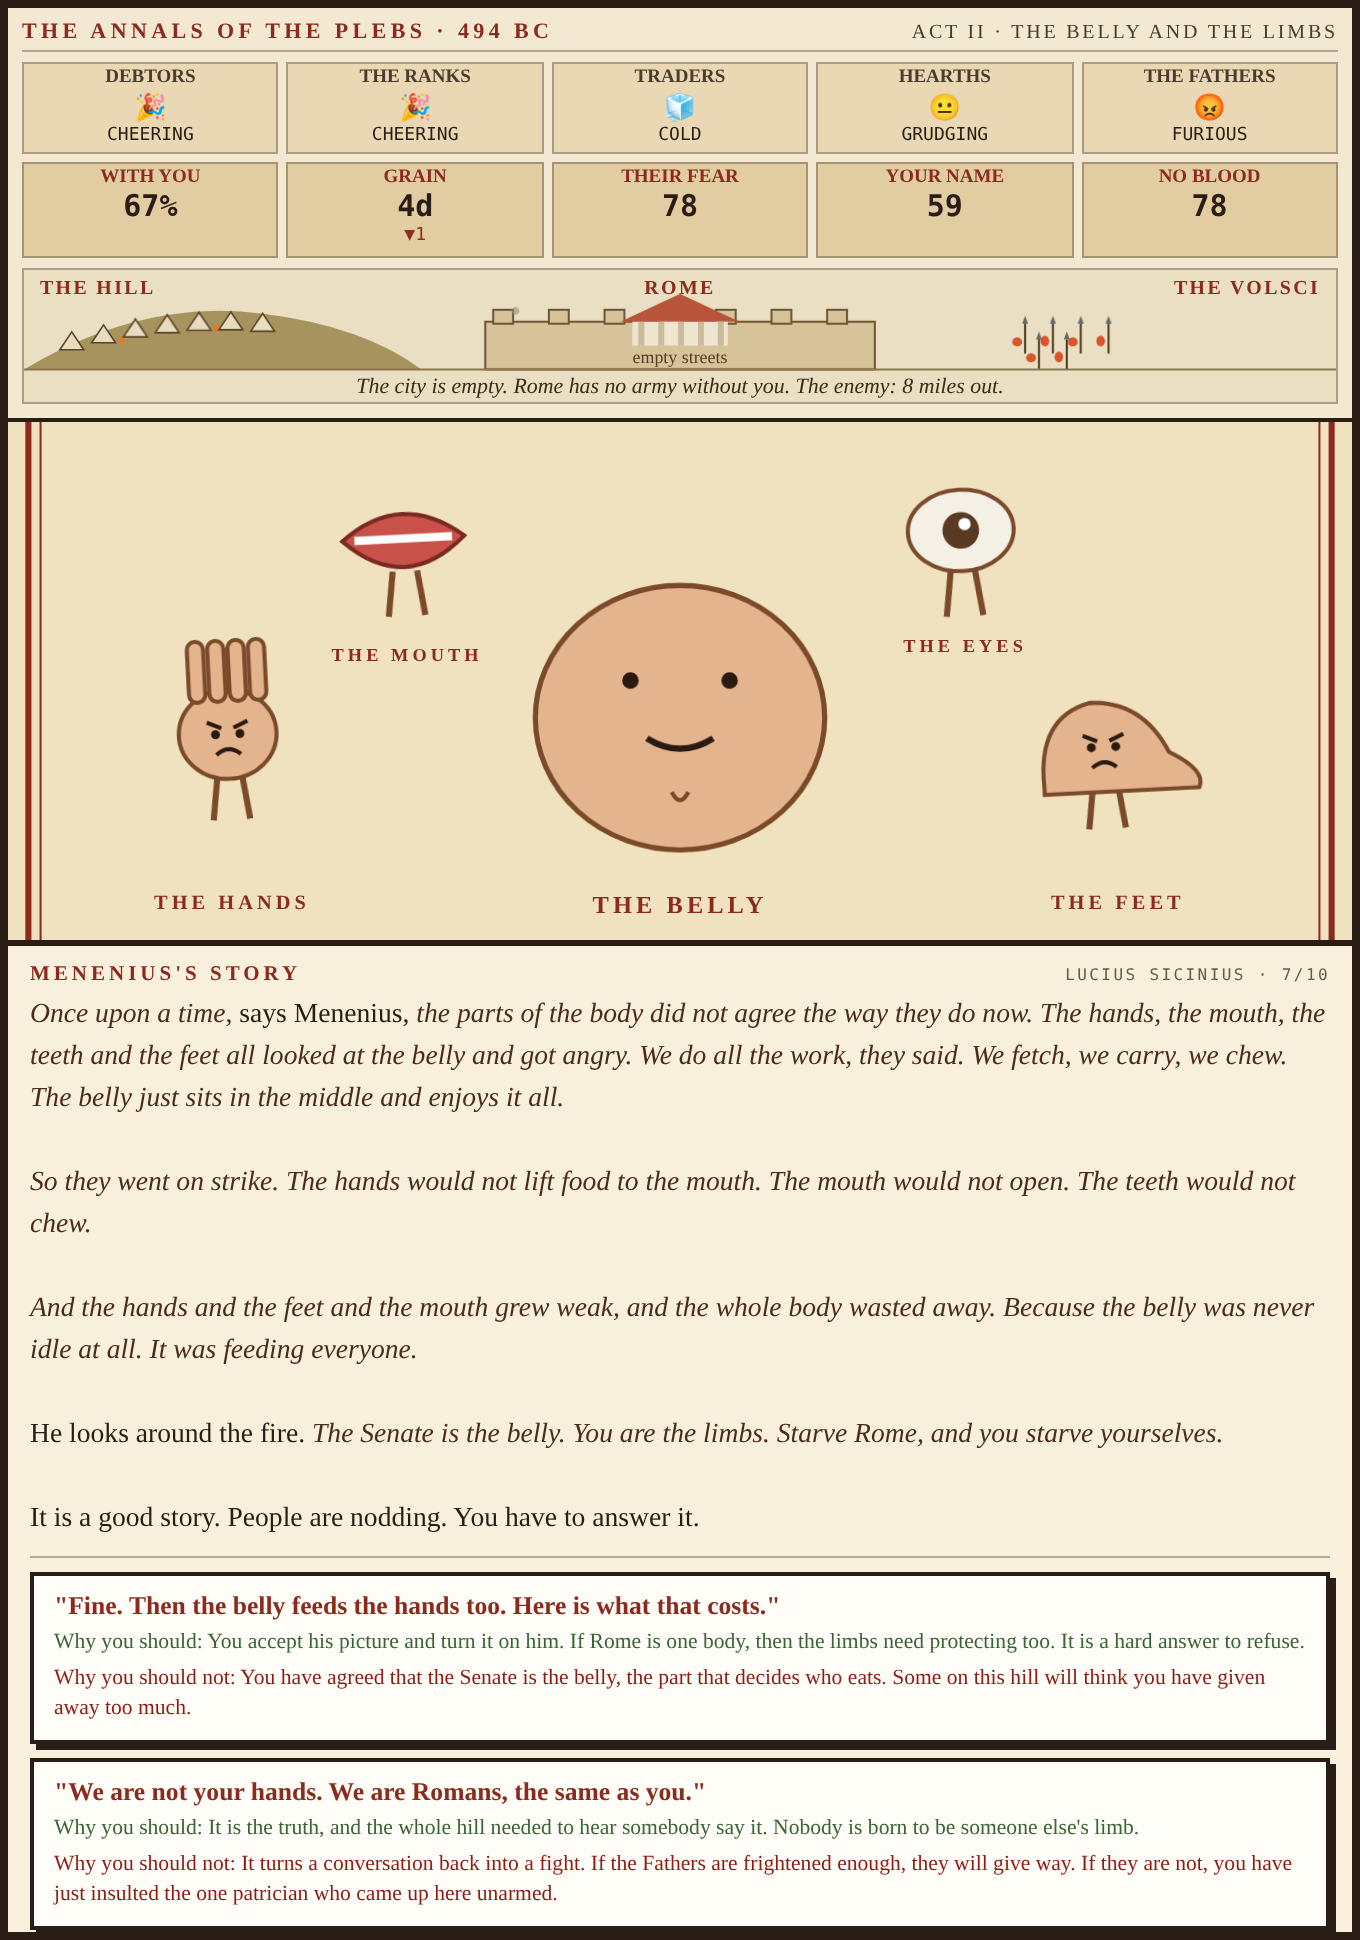 THE ANNALS OF THE PLEBS · 494 BC
ACT II · THE BELLY AND THE LIMBS
DEBTORS
🎉
CHEERING
THE RANKS
🎉
CHEERING
TRADERS
🧊
COLD
HEARTHS
😐
GRUDGING
THE FATHERS
😡
FURIOUS
WITH YOU
67%
GRAIN
4d
▼1
THEIR FEAR
78
YOUR NAME
59
NO BLOOD
78
THE HILL
ROME
THE VOLSCI
empty streets
The city is empty. Rome has no army without you. The enemy: 8 miles out.
THE MOUTH
THE EYES
THE HANDS
THE BELLY
THE FEET
MENENIUS'S STORY
LUCIUS SICINIUS · 7/10
Once upon a time, says Menenius, the parts of the body did not agree the way they do now. The hands, the mouth, the
teeth and the feet all looked at the belly and got angry. We do all the work, they said. We fetch, we carry, we chew.
The belly just sits in the middle and enjoys it all.
So they went on strike. The hands would not lift food to the mouth. The mouth would not open. The teeth would not
chew.
And the hands and the feet and the mouth grew weak, and the whole body wasted away. Because the belly was never
idle at all. It was feeding everyone.
He looks around the fire. The Senate is the belly. You are the limbs. Starve Rome, and you starve yourselves.
It is a good story. People are nodding. You have to answer it.
"Fine. Then the belly feeds the hands too. Here is what that costs."
Why you should: You accept his picture and turn it on him. If Rome is one body, then the limbs need protecting too. It is a hard answer to refuse.
Why you should not: You have agreed that the Senate is the belly, the part that decides who eats. Some on this hill will think you have given
away too much.
"We are not your hands. We are Romans, the same as you."
Why you should: It is the truth, and the whole hill needed to hear somebody say it. Nobody is born to be someone else's limb.
Why you should not: It turns a conversation back into a fight. If the Fathers are frightened enough, they will give way. If they are not, you have
just insulted the one patrician who came up here unarmed.